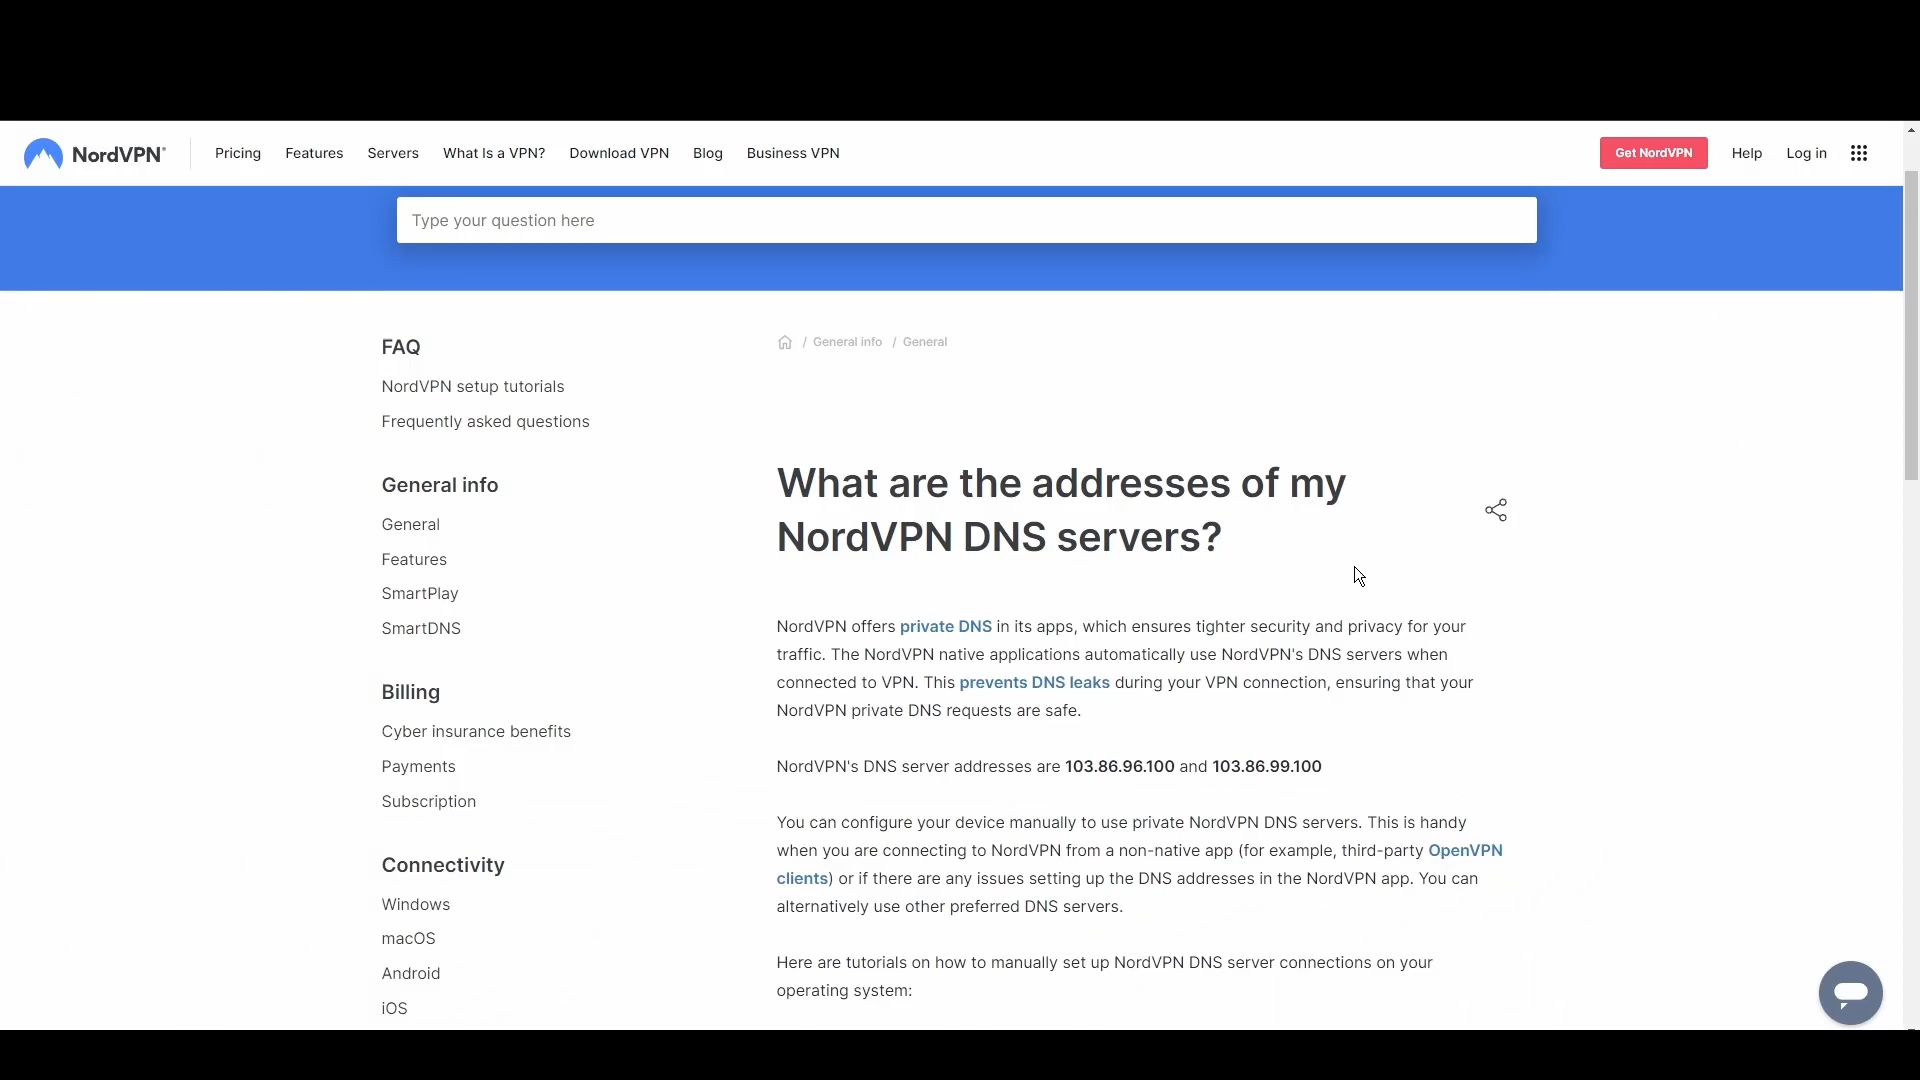 NordVPN®
Pricing Features Servers What Is a VPN? Download VPN Blog Business VPN
Get NordVPN Help Log in
Type your question here
FAQ
NordVPN setup tutorials
Frequently asked questions
General info
General
Features
SmartPlay
SmartDNS
Billing
Cyber insurance benefits
Payments
Subscription
Connectivity
Windows
macOS
Android
iOS
/ General info / General
What are the addresses of my
NordVPN DNS servers?
NordVPN offers private DNS in its apps, which ensures tighter security and privacy for your
traffic. The NordVPN native applications automatically use NordVPN's DNS servers when
connected to VPN. This prevents DNS leaks during your VPN connection, ensuring that your
NordVPN private DNS requests are safe.
NordVPN's DNS server addresses are 103.86.96.100 and 103.86.99.100
You can configure your device manually to use private NordVPN DNS servers. This is handy
when you are connecting to NordVPN from a non-native app (for example, third-party OpenVPN
clients) or if there are any issues setting up the DNS addresses in the NordVPN app. You can
alternatively use other preferred DNS servers.
Here are tutorials on how to manually set up NordVPN DNS server connections on your
operating system: